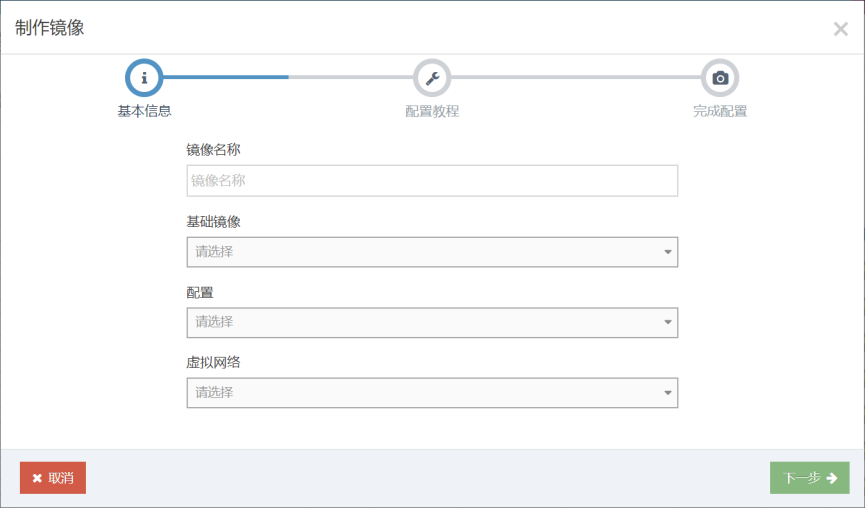 制作镜像
基本信息
配置教程
完成配置
镜像名称
镜像名称
基础镜像
请选择
配置
请选择
虚拟网络
请选择
取消
下一步